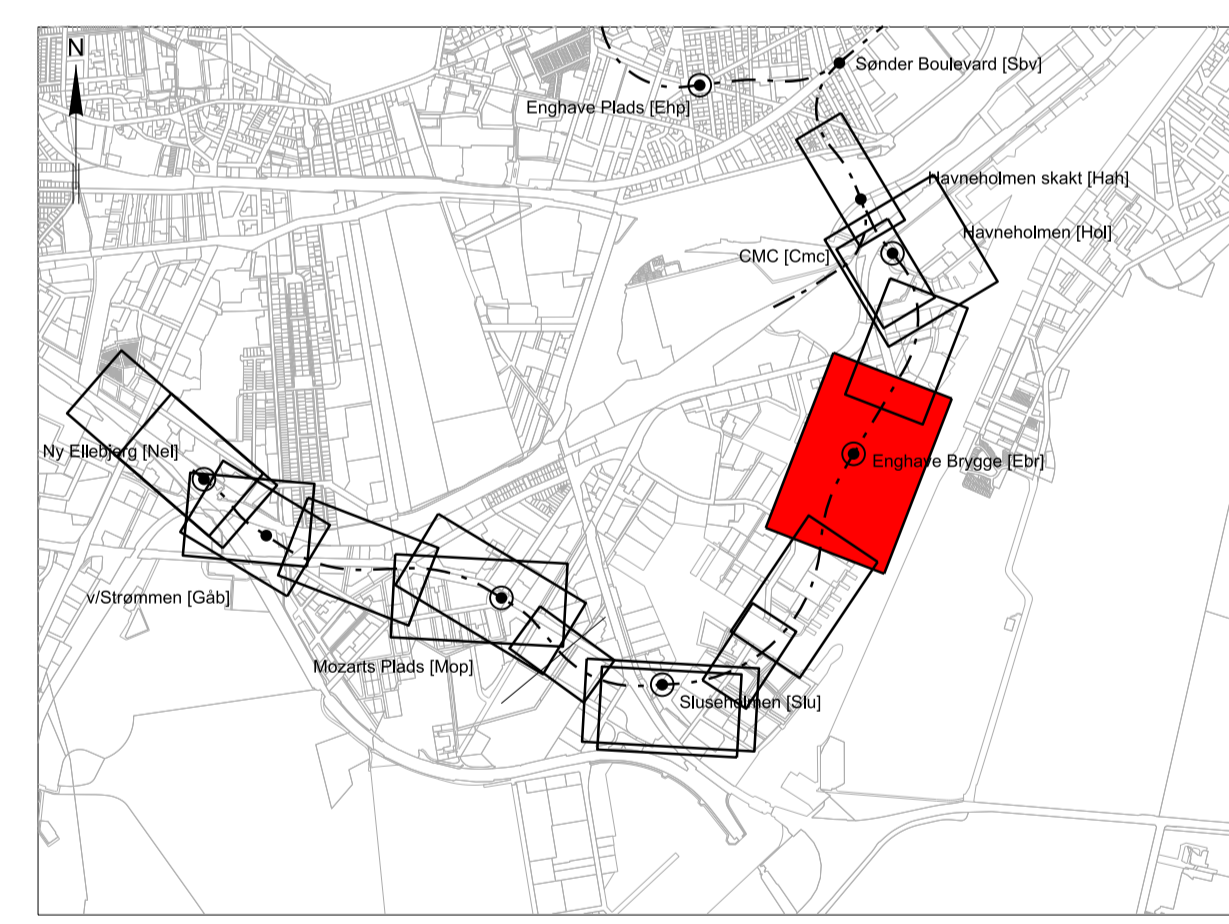 N
Sønder Boulevard [Sbv]
Enghave Plads [Ehp]
Havneholmen skakt [Hah]
Havneholmen [Hol]
CMC [Cmc]
Ny Ellebjerg [Nel]
Enghave Brygge [Ebr]
v/Strømmen [Gåb]
Mozarts Plads [Mop]
Sluseholmen [Slu]